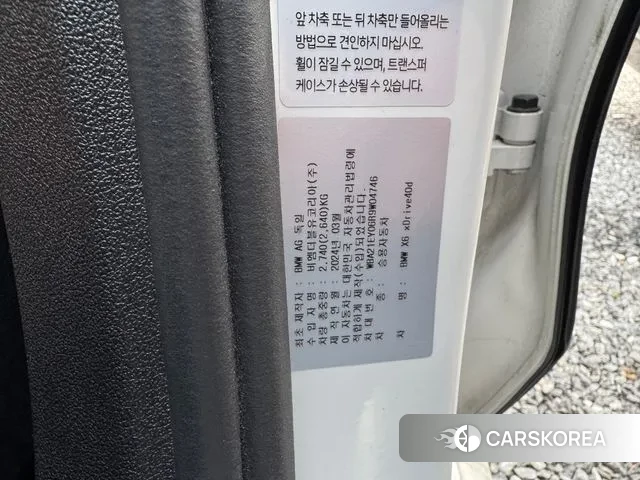 앞 차축 또는 뒤 차축만 들어올리는
방법으로 견인하지 마십시오.
휠이 잠길 수 있으며, 트랜스퍼
케이스가 손상될 수 있습니다.
최초 제작자 : BMW AG 독일
수 입 자 명 : 비엠더블유코리아(주)
차량 총중량 : 2,740(2,640)KG
제 작 연 월 : 2024년 03월
이 자동차는 대한민국 자동차관리법령에
적합하게 제작(수입)되었습니다.
차 대 번 호 : WBA21EY06R9W04746
차 종 : 승용자동차
차 명 : BMW X6 xDrive40d
CARSKOREA